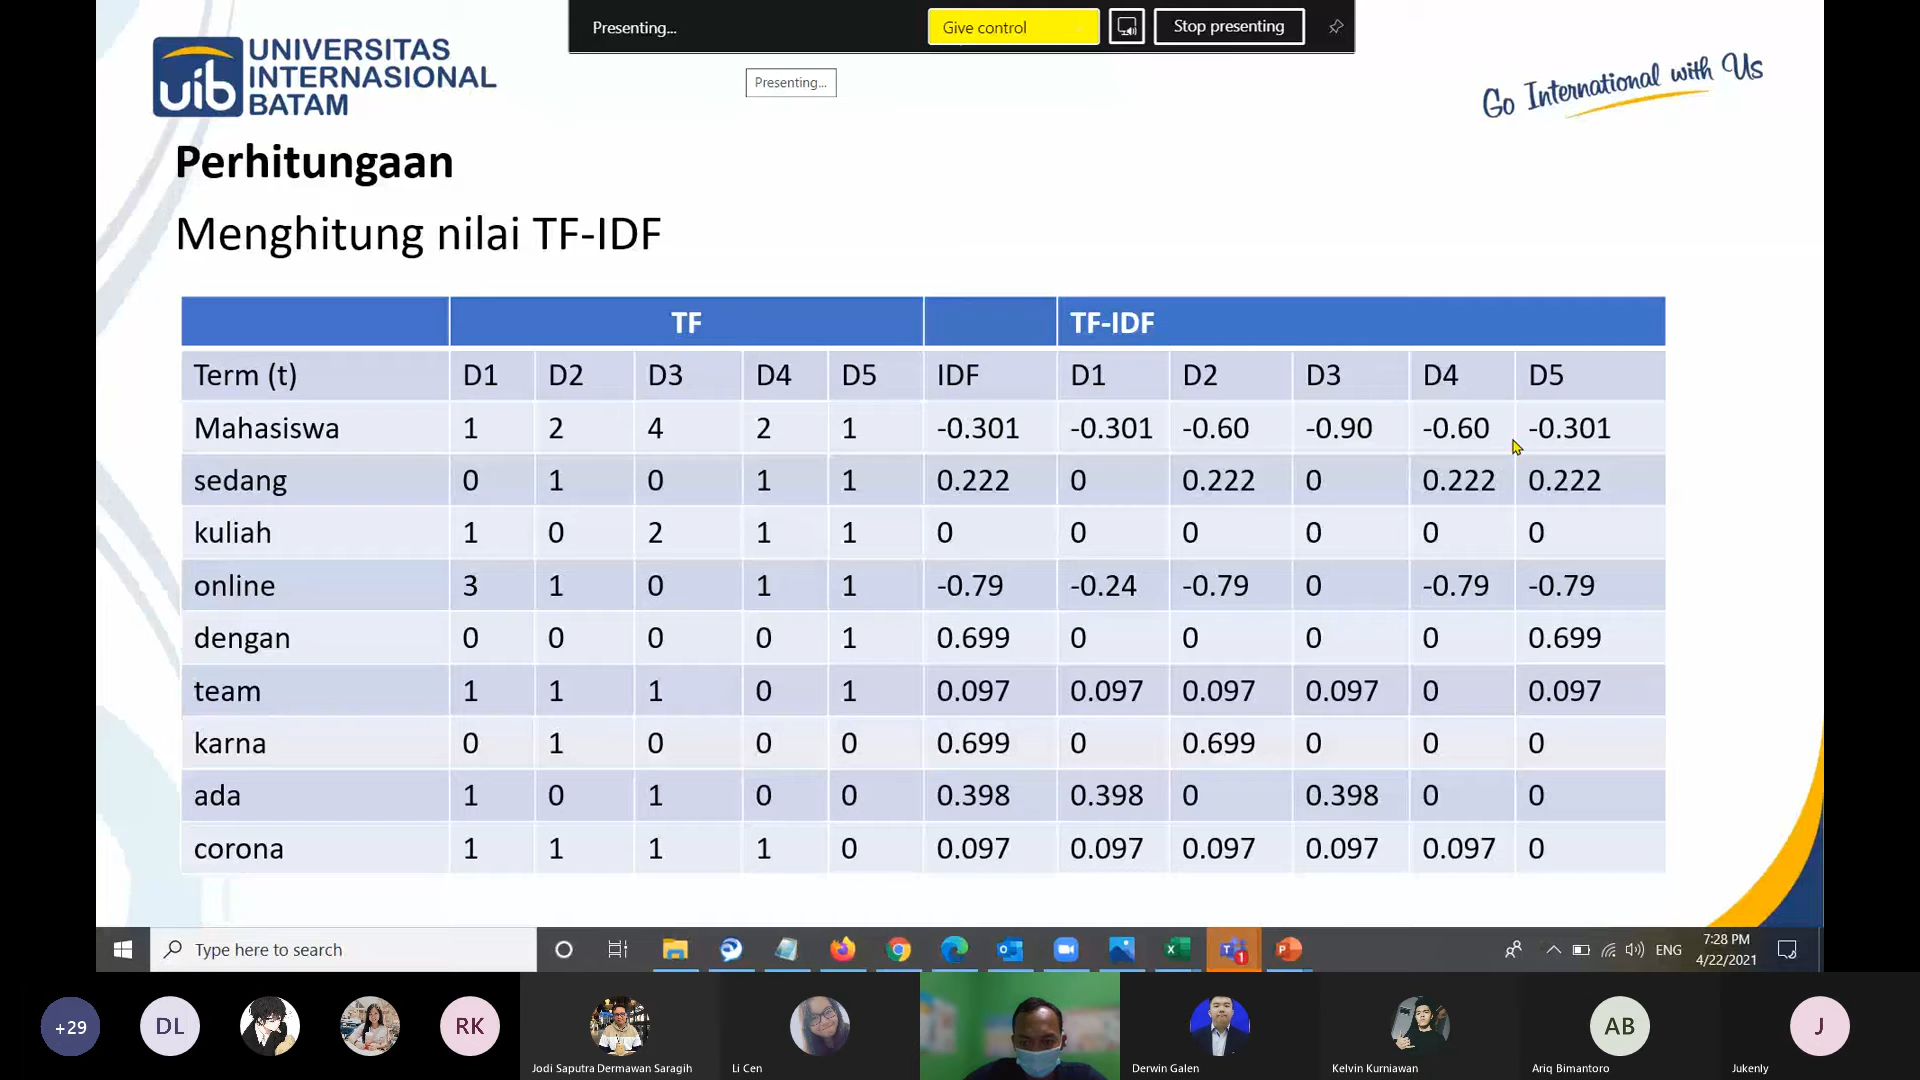 Presenting...
Give control
Stop presenting
Presenting...
uib
UNIVERSITAS
INTERNASIONAL
BATAM
Go International with Us
Perhitungaan
Menghitung nilai TF-IDF
TF TF-IDF
Term (t) D1 D2 D3 D4 D5 IDF D1 D2 D3 D4 D5
Mahasiswa 1 2 4 2 1 -0.301 -0.301 -0.60 -0.90 -0.60 -0.301
sedang 0 1 0 1 1 0.222 0 0.222 0 0.222 0.222
kuliah 1 0 2 1 1 0 0 0 0 0 0
online 3 1 0 1 1 -0.79 -0.24 -0.79 0 -0.79 -0.79
dengan 0 0 0 0 1 0.699 0 0 0 0 0.699
team 1 1 1 0 1 0.097 0.097 0.097 0.097 0 0.097
karna 0 1 0 0 0 0.699 0 0.699 0 0 0
ada 1 0 1 0 0 0.398 0.398 0 0.398 0 0
corona 1 1 1 1 0 0.097 0.097 0.097 0.097 0.097 0
Type here to search
ENG
7:28 PM
4/22/2021
+29
DL
RK
Jodi Saputra Dermawan Saragih
Li Cen
Derwin Galen
Kelvin Kurniawan
AB
Ariq Bimantoro
J
Jukenly